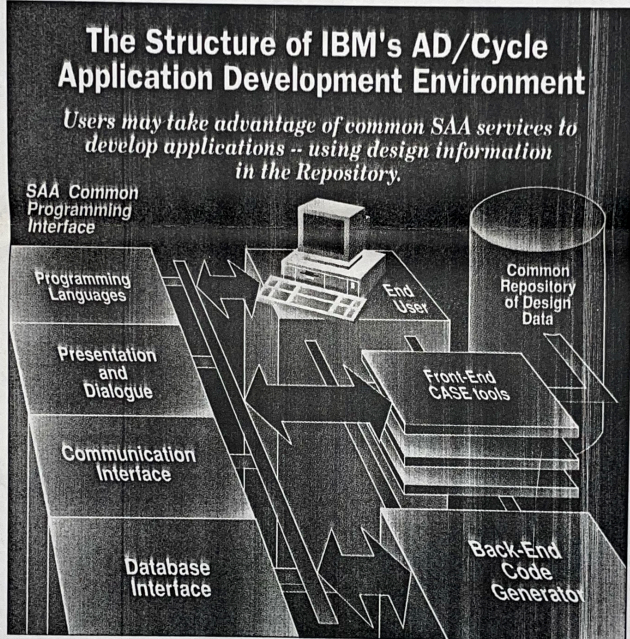 The Structure of IBM's AD/Cycle
Application Development Environment
Users may take advantage of common SAA services to
develop applications -- using design information
in the Repository.
SAA Common
Programming
Interface
Programming
Languages
Presentation
and
Dialogue
Communication
Interface
Database
Interface
End
User
Common
Repository
of Design
Data
Front-End
CASE tools
Back-End
Code
Generator